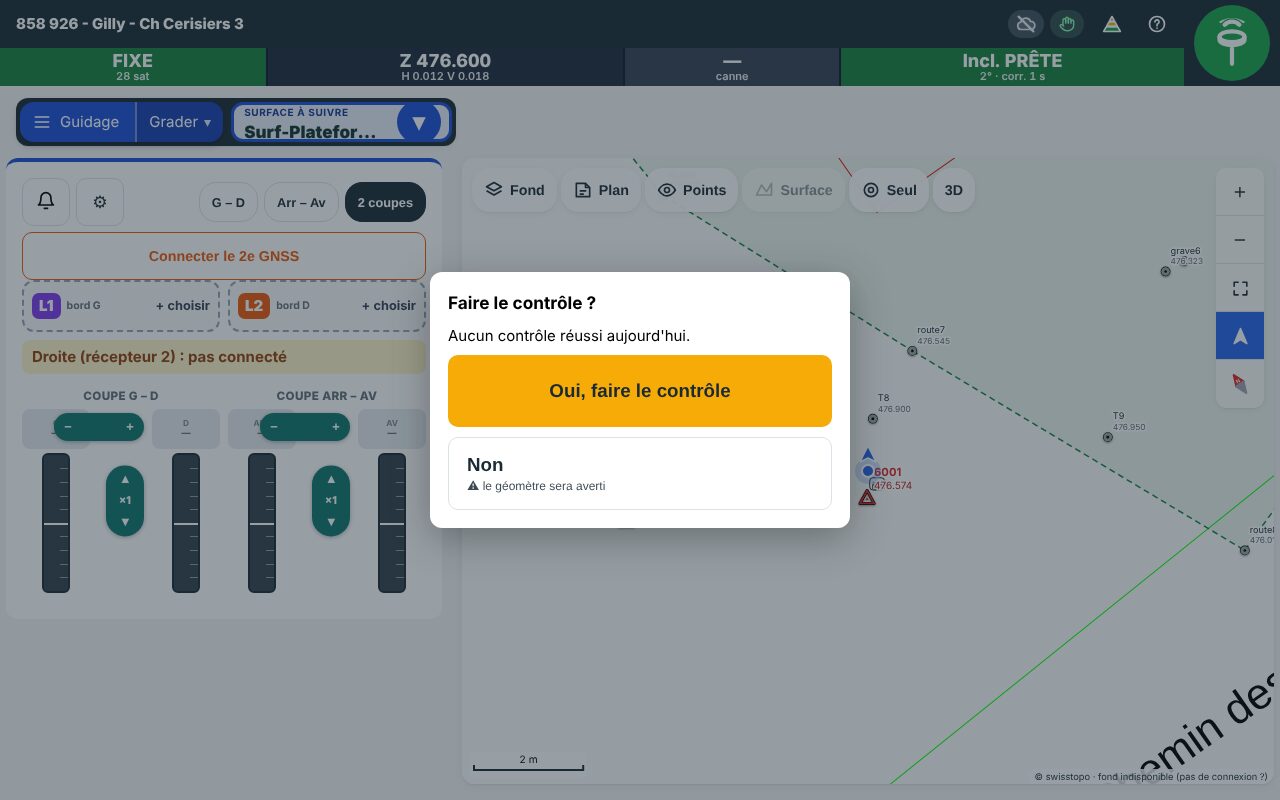 858 926 - Gilly - Ch Cerisiers 3
FIXE
28 sat
Z 476.600
H 0.012 V 0.018
—
canne
Incl. PRÊTE
2° · corr. 1 s
Guidage
Grader ▾
SURFACE À SUIVRE
Surf-Platefor...
▼
G – D
Arr – Av
2 coupes
Connecter le 2e GNSS
L1 bord G + choisir
L2 bord D + choisir
Droite (récepteur 2) : pas connecté
COUPE G – D
COUPE ARR – AV
− +
D
—
− +
AV
—
▲
×1
▼
▲
×1
▼
Fond
Plan
Points
Surface
Seul
3D
+
−
grave6
476.323
route7
476.545
T8
476.900
T9
476.950
6001
476.574
476.0
Faire le contrôle ?
Aucun contrôle réussi aujourd'hui.
Oui, faire le contrôle
Non
⚠ le géomètre sera averti
2 m
emin des
© swisstopo · fond indisponible (pas de connexion ?)